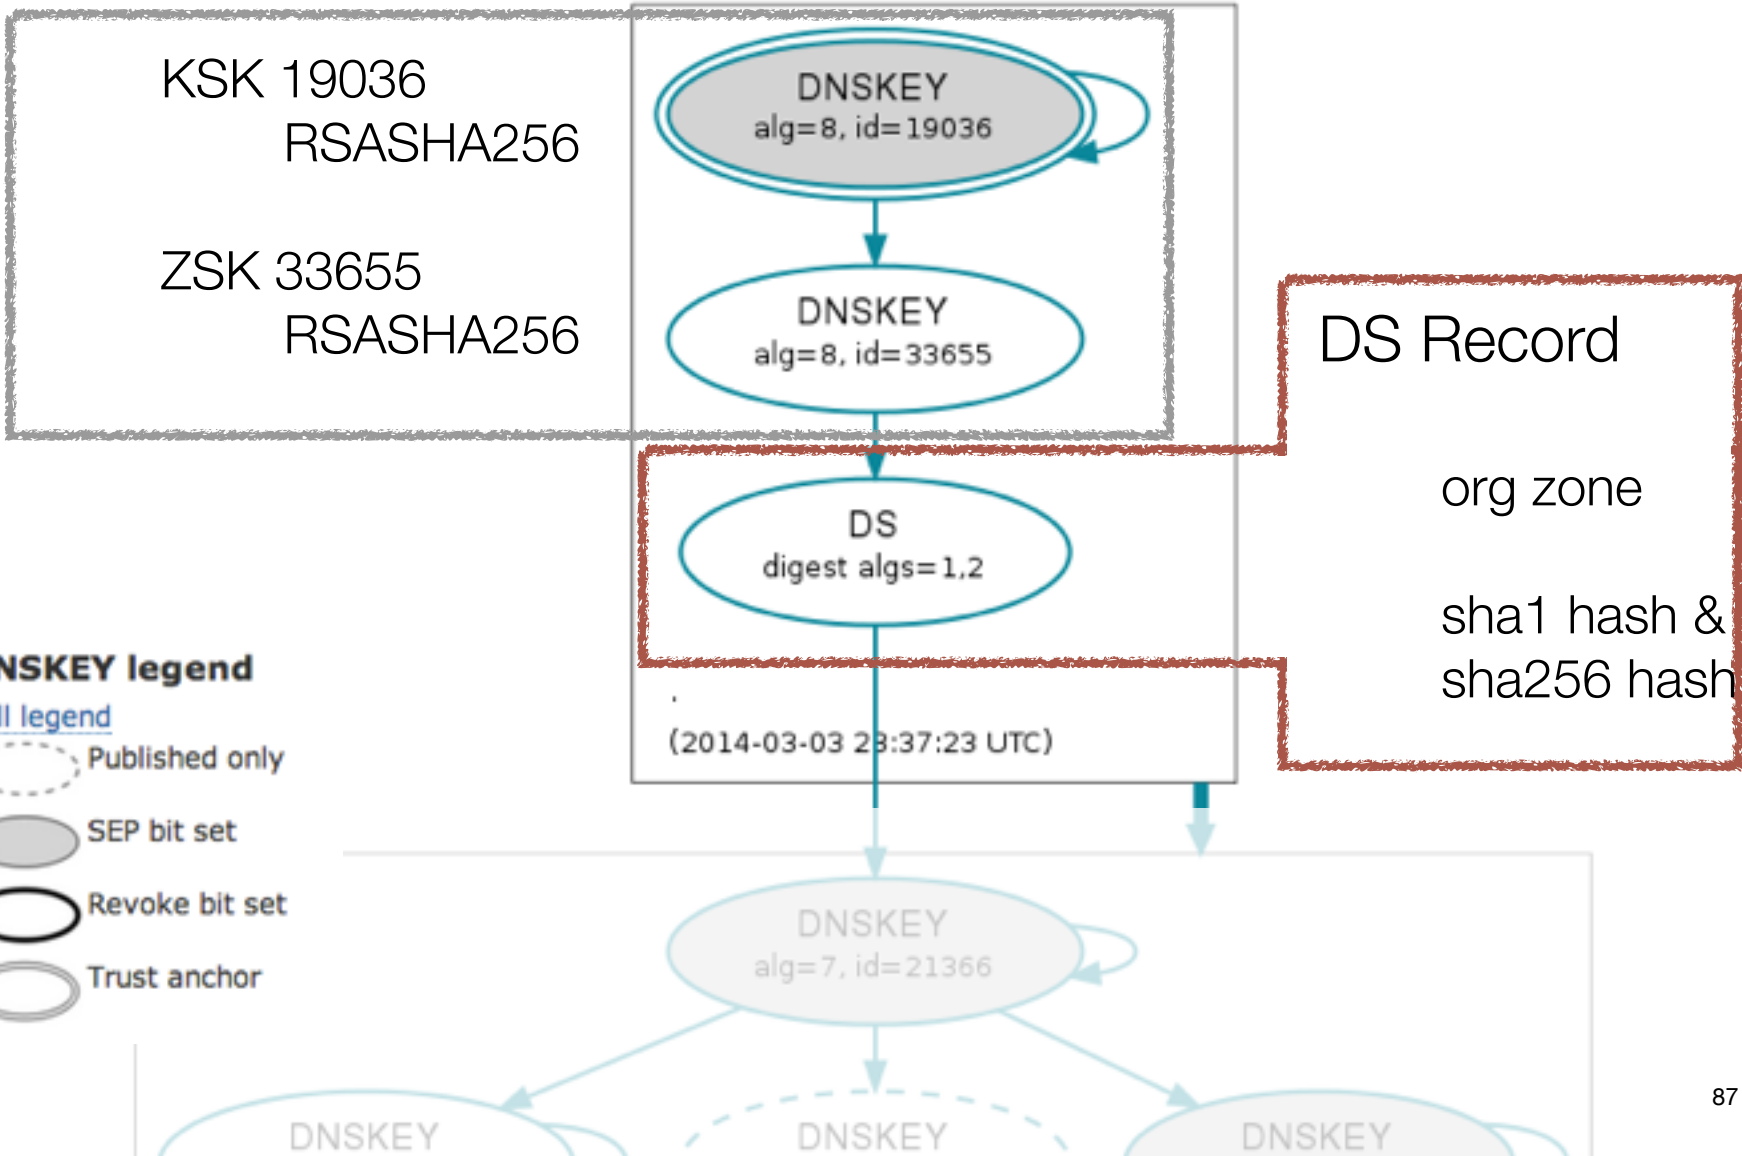 KSK 19036
RSASHA256
ZSK 33655
RSASHA256
DNSKEY
alg=8, id=19036
DNSKEY
alg=8, id=33655
DS
digest algs=1,2
.
(2014-03-03 23:37:23 UTC)
DS Record
org zone
sha1 hash &
sha256 hash
NSKEY legend
ll legend
Published only
SEP bit set
Revoke bit set
Trust anchor
DNSKEY
alg=7, id=21366
DNSKEY
DNSKEY
DNSKEY
87